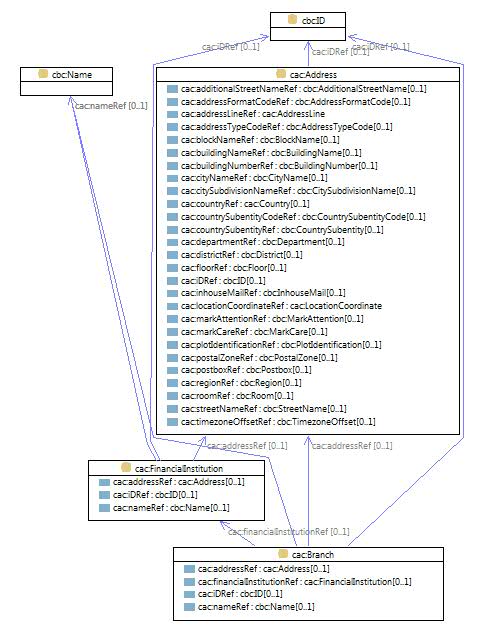 cbc:ID
cac:iDRef [0..1]
cac:iDRef [0..1]
cac:iDRef [0..1]
cbc:Name
cac:nameRef [0..1]
cac:Address
cac:additionalStreetNameRef : cbc:AdditionalStreetName[0..1]
cac:addressFormatCodeRef : cbc:AddressFormatCode[0..1]
cac:addressLineRef : cac:AddressLine
cac:addressTypeCodeRef : cbc:AddressTypeCode[0..1]
cac:blockNameRef : cbc:BlockName[0..1]
cac:buildingNameRef : cbc:BuildingName[0..1]
cac:buildingNumberRef : cbc:BuildingNumber[0..1]
cac:cityNameRef : cbc:CityName[0..1]
cac:citySubdivisionNameRef : cbc:CitySubdivisionName[0..1]
cac:countryRef : cac:Country[0..1]
cac:countrySubentityCodeRef : cbc:CountrySubentityCode[0..1]
cac:countrySubentityRef : cbc:CountrySubentity[0..1]
cac:departmentRef : cbc:Department[0..1]
cac:districtRef : cbc:District[0..1]
cac:floorRef : cbc:Floor[0..1]
cac:iDRef : cbc:ID[0..1]
cac:inhouseMailRef : cbc:InhouseMail[0..1]
cac:locationCoordinateRef : cac:LocationCoordinate
cac:markAttentionRef : cbc:MarkAttention[0..1]
cac:markCareRef : cbc:MarkCare[0..1]
cac:plotIdentificationRef : cbc:PlotIdentification[0..1]
cac:postalZoneRef : cbc:PostalZone[0..1]
cac:postboxRef : cbc:Postbox[0..1]
cac:regionRef : cbc:Region[0..1]
cac:roomRef : cbc:Room[0..1]
cac:streetNameRef : cbc:StreetName[0..1]
cac:timezoneOffsetRef : cbc:TimezoneOffset[0..1]
cac:addressRef [0..1]
cac:addressRef [0..1]
cac:FinancialInstitution
cac:addressRef : cac:Address[0..1]
cac:iDRef : cbc:ID[0..1]
cac:nameRef : cbc:Name[0..1]
cac:financialInstitutionRef [0..1]
cac:Branch
cac:addressRef : cac:Address[0..1]
cac:financialInstitutionRef : cac:FinancialInstitution[0..1]
cac:iDRef : cbc:ID[0..1]
cac:nameRef : cbc:Name[0..1]